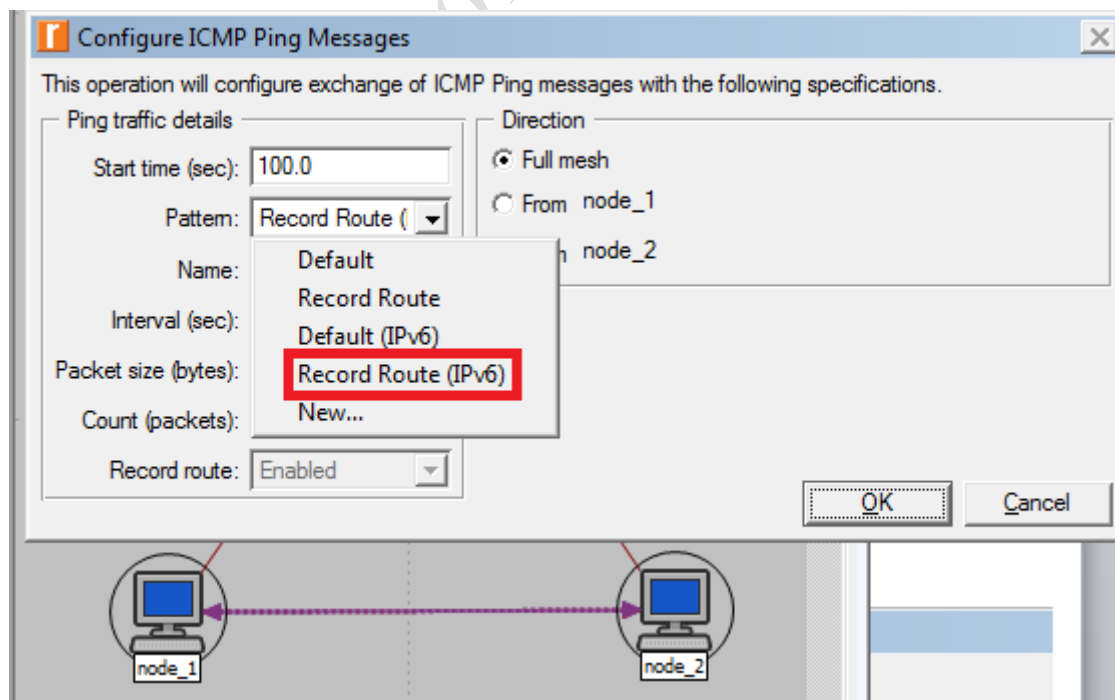 Configure ICMP Ping Messages
This operation will configure exchange of ICMP Ping messages with the following specifications.
Ping traffic details
Start time (sec): 100.0
Pattern: Record Route (
Default
Record Route
Default (IPv6)
Record Route (IPv6)
New...
Name:
Interval (sec):
Packet size (bytes):
Count (packets):
Record route: Enabled
Direction
Full mesh
From node_1
node_2
OK
Cancel
node_1
node_2